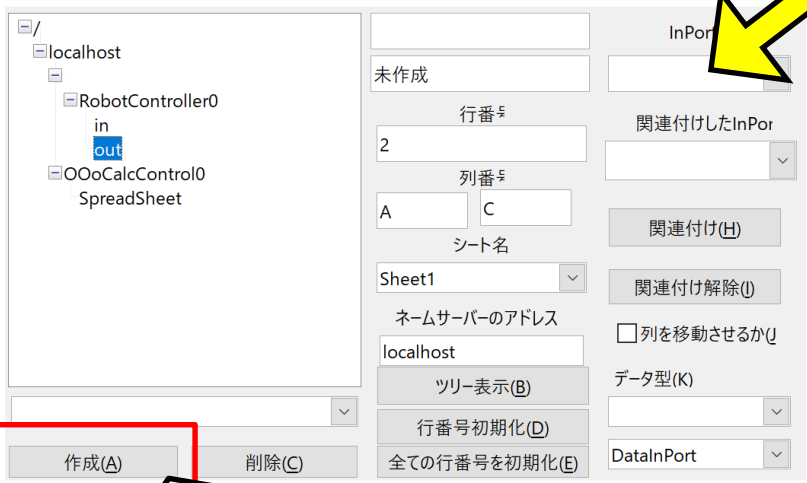 /
localhost
RobotController0
in
out
OOoCalcControl0
SpreadSheet
作成(A)
削除(C)
未作成
行番
2
列番
A
C
シート名
Sheet1
ネームサーバーのアドレス
localhost
ツリー表示(B)
行番号初期化(D)
全ての行番号を初期化(E)
InPor
関連付けしたInPor
関連付け(H)
関連付け解除(I)
列を移動させるか(J
データ型(K)
DataInPort